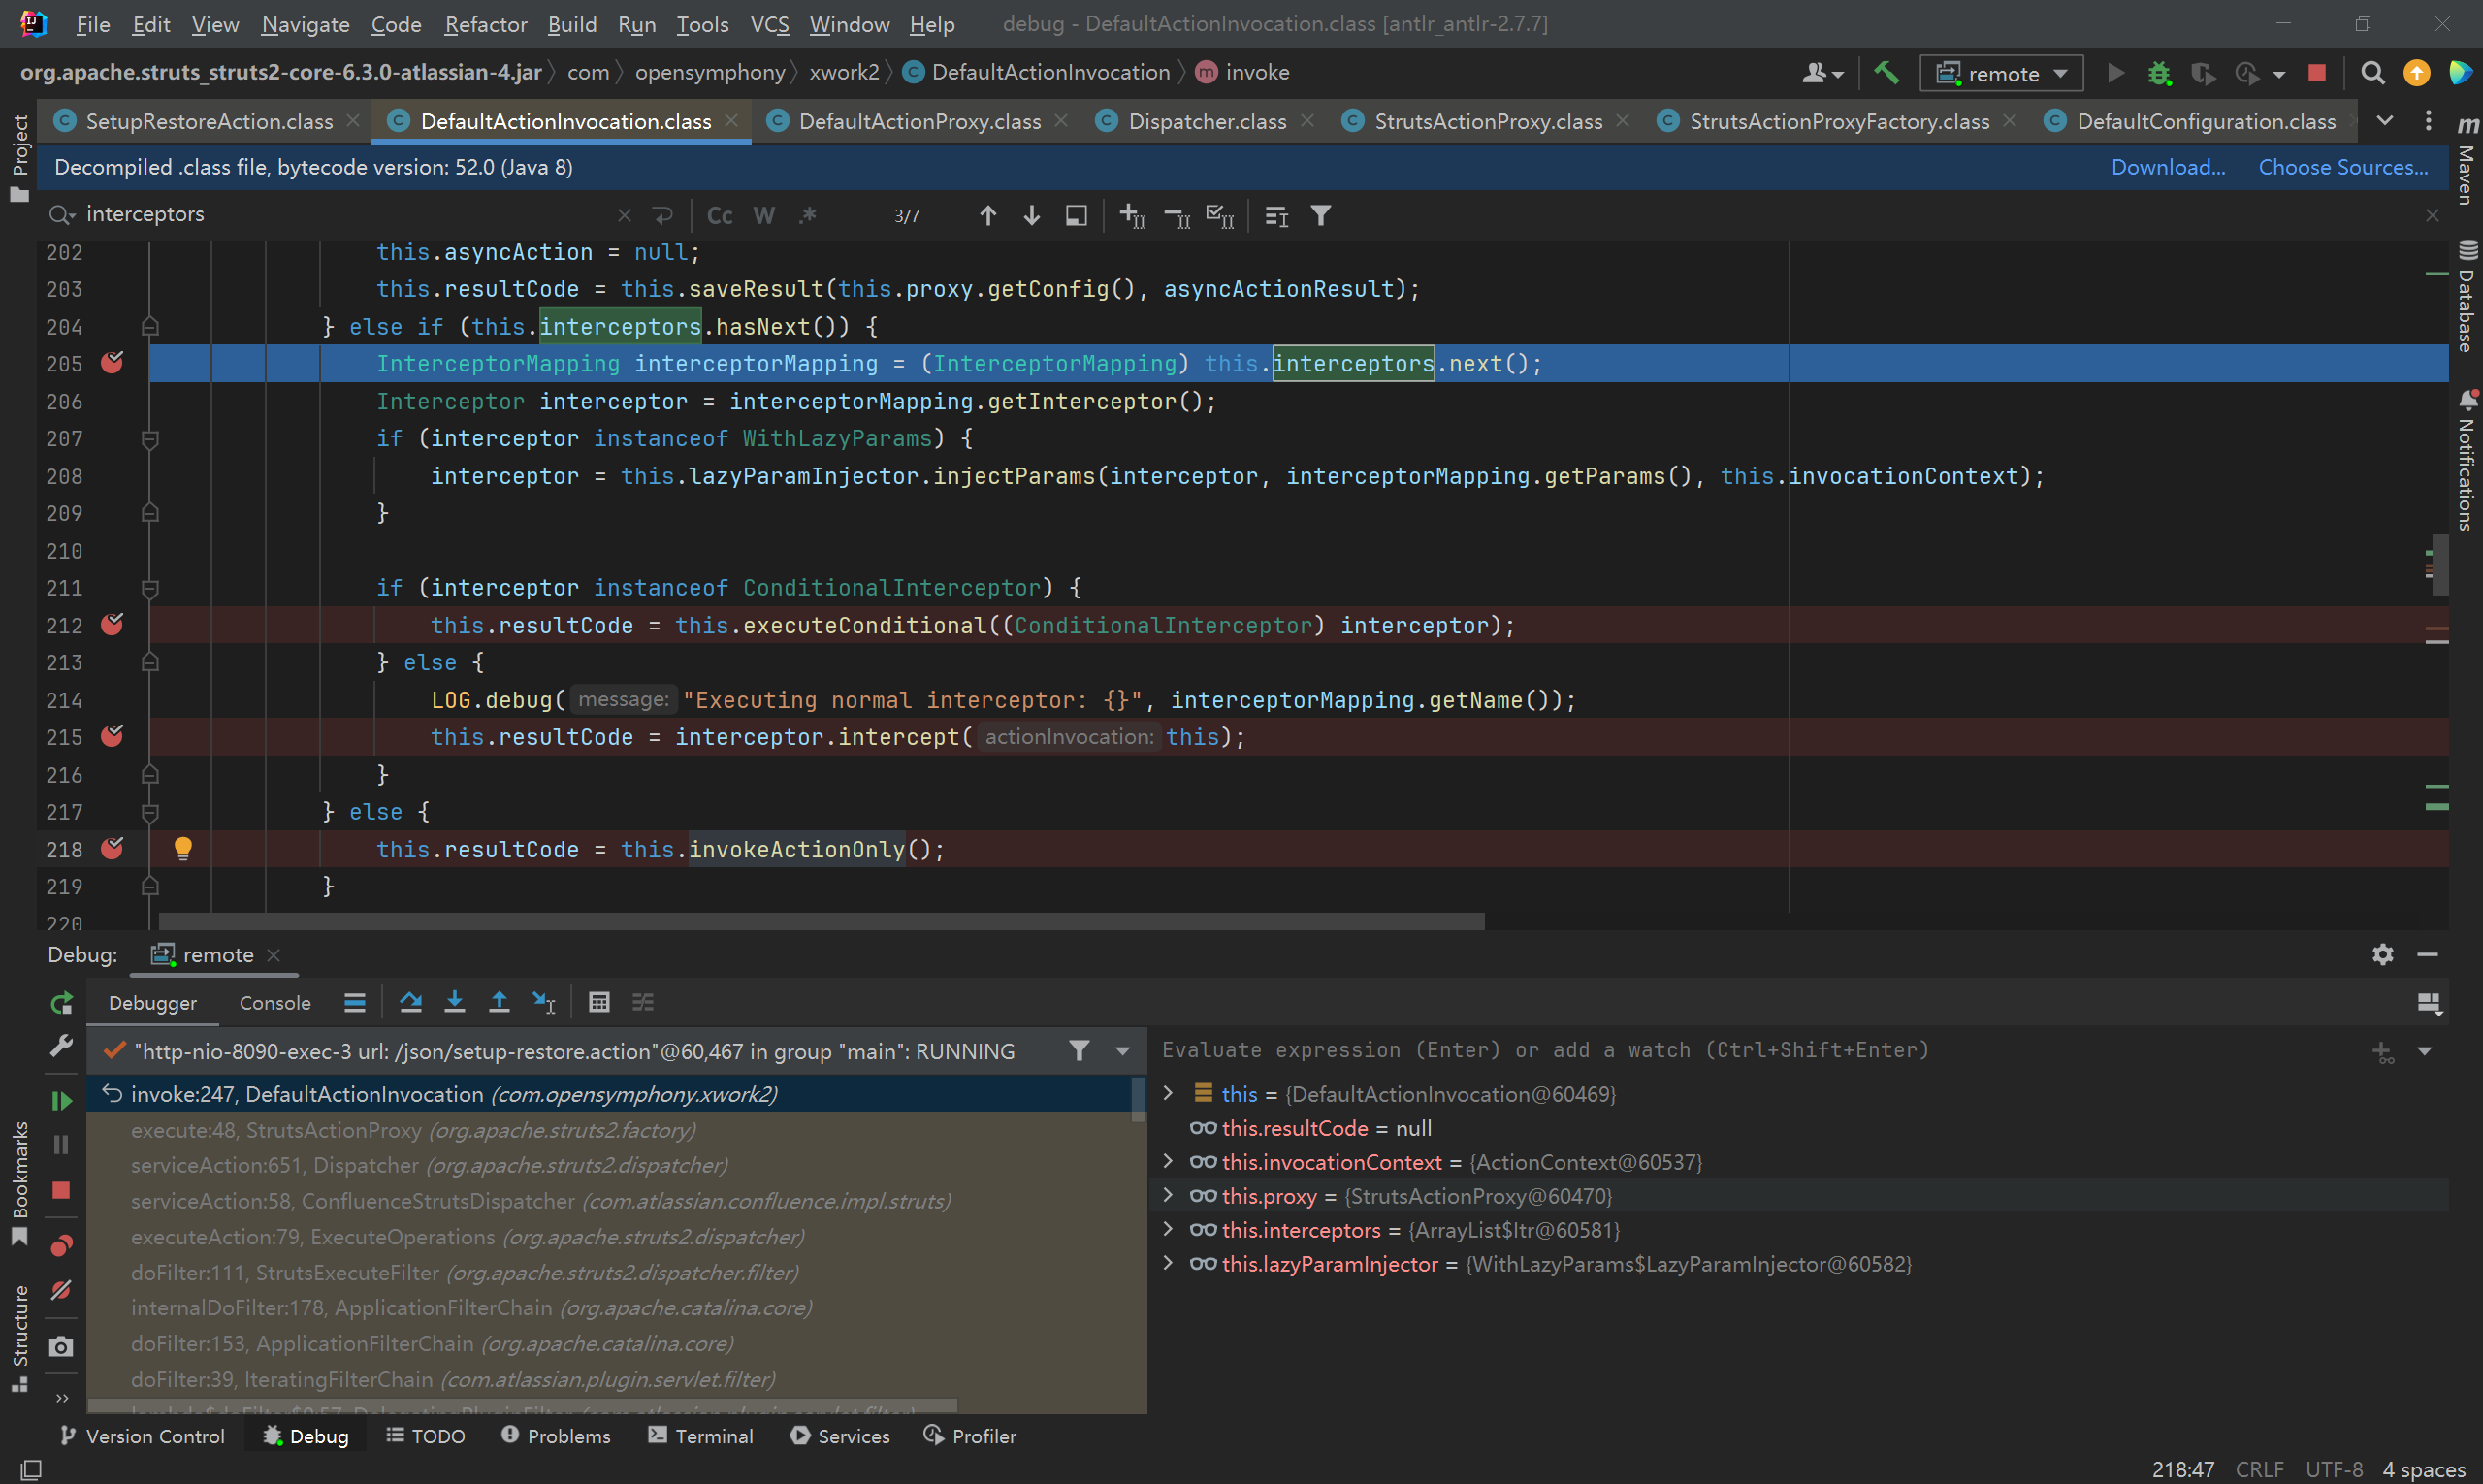 File Edit View Navigate Code Refactor Build Run Tools VCS Window Help debug - DefaultActionInvocation.class [antlr_antlr-2.7.7]
org.apache.struts_struts2-core-6.3.0-atlassian-4.jar com opensymphony xwork2 DefaultActionInvocation invoke remote
SetupRestoreAction.class DefaultActionInvocation.class DefaultActionProxy.class Dispatcher.class StrutsActionProxy.class StrutsActionProxyFactory.class DefaultConfiguration.class
Decompiled .class file, bytecode version: 52.0 (Java 8) Download... Choose Sources...
interceptors Cc W .* 3/7
202 this.asyncAction = null;
203 this.resultCode = this.saveResult(this.proxy.getConfig(), asyncActionResult);
204 } else if (this.interceptors.hasNext()) {
205 InterceptorMapping interceptorMapping = (InterceptorMapping) this.interceptors.next();
206 Interceptor interceptor = interceptorMapping.getInterceptor();
207 if (interceptor instanceof WithLazyParams) {
208 interceptor = this.lazyParamInjector.injectParams(interceptor, interceptorMapping.getParams(), this.invocationContext);
209 }
210
211 if (interceptor instanceof ConditionalInterceptor) {
212 this.resultCode = this.executeConditional((ConditionalInterceptor) interceptor);
213 } else {
214 LOG.debug( message: "Executing normal interceptor: {}", interceptorMapping.getName());
215 this.resultCode = interceptor.intercept( actionInvocation: this);
216 }
217 } else {
218 this.resultCode = this.invokeActionOnly();
219 }
220
Project
Bookmarks
Structure
Maven
Database
Notifications
Debug: remote
Debugger Console
"http-nio-8090-exec-3 url: /json/setup-restore.action"@60,467 in group "main": RUNNING
invoke:247, DefaultActionInvocation (com.opensymphony.xwork2)
execute:48, StrutsActionProxy (org.apache.struts2.factory)
serviceAction:651, Dispatcher (org.apache.struts2.dispatcher)
serviceAction:58, ConfluenceStrutsDispatcher (com.atlassian.confluence.impl.struts)
executeAction:79, ExecuteOperations (org.apache.struts2.dispatcher)
doFilter:111, StrutsExecuteFilter (org.apache.struts2.dispatcher.filter)
internalDoFilter:178, ApplicationFilterChain (org.apache.catalina.core)
doFilter:153, ApplicationFilterChain (org.apache.catalina.core)
doFilter:39, IteratingFilterChain (com.atlassian.plugin.servlet.filter)
Evaluate expression (Enter) or add a watch (Ctrl+Shift+Enter)
this = {DefaultActionInvocation@60469}
this.resultCode = null
this.invocationContext = {ActionContext@60537}
this.proxy = {StrutsActionProxy@60470}
this.interceptors = {ArrayList$Itr@60581}
this.lazyParamInjector = {WithLazyParams$LazyParamInjector@60582}
Version Control Debug TODO Problems Terminal Services Profiler
218:47 CRLF UTF-8 4 spaces